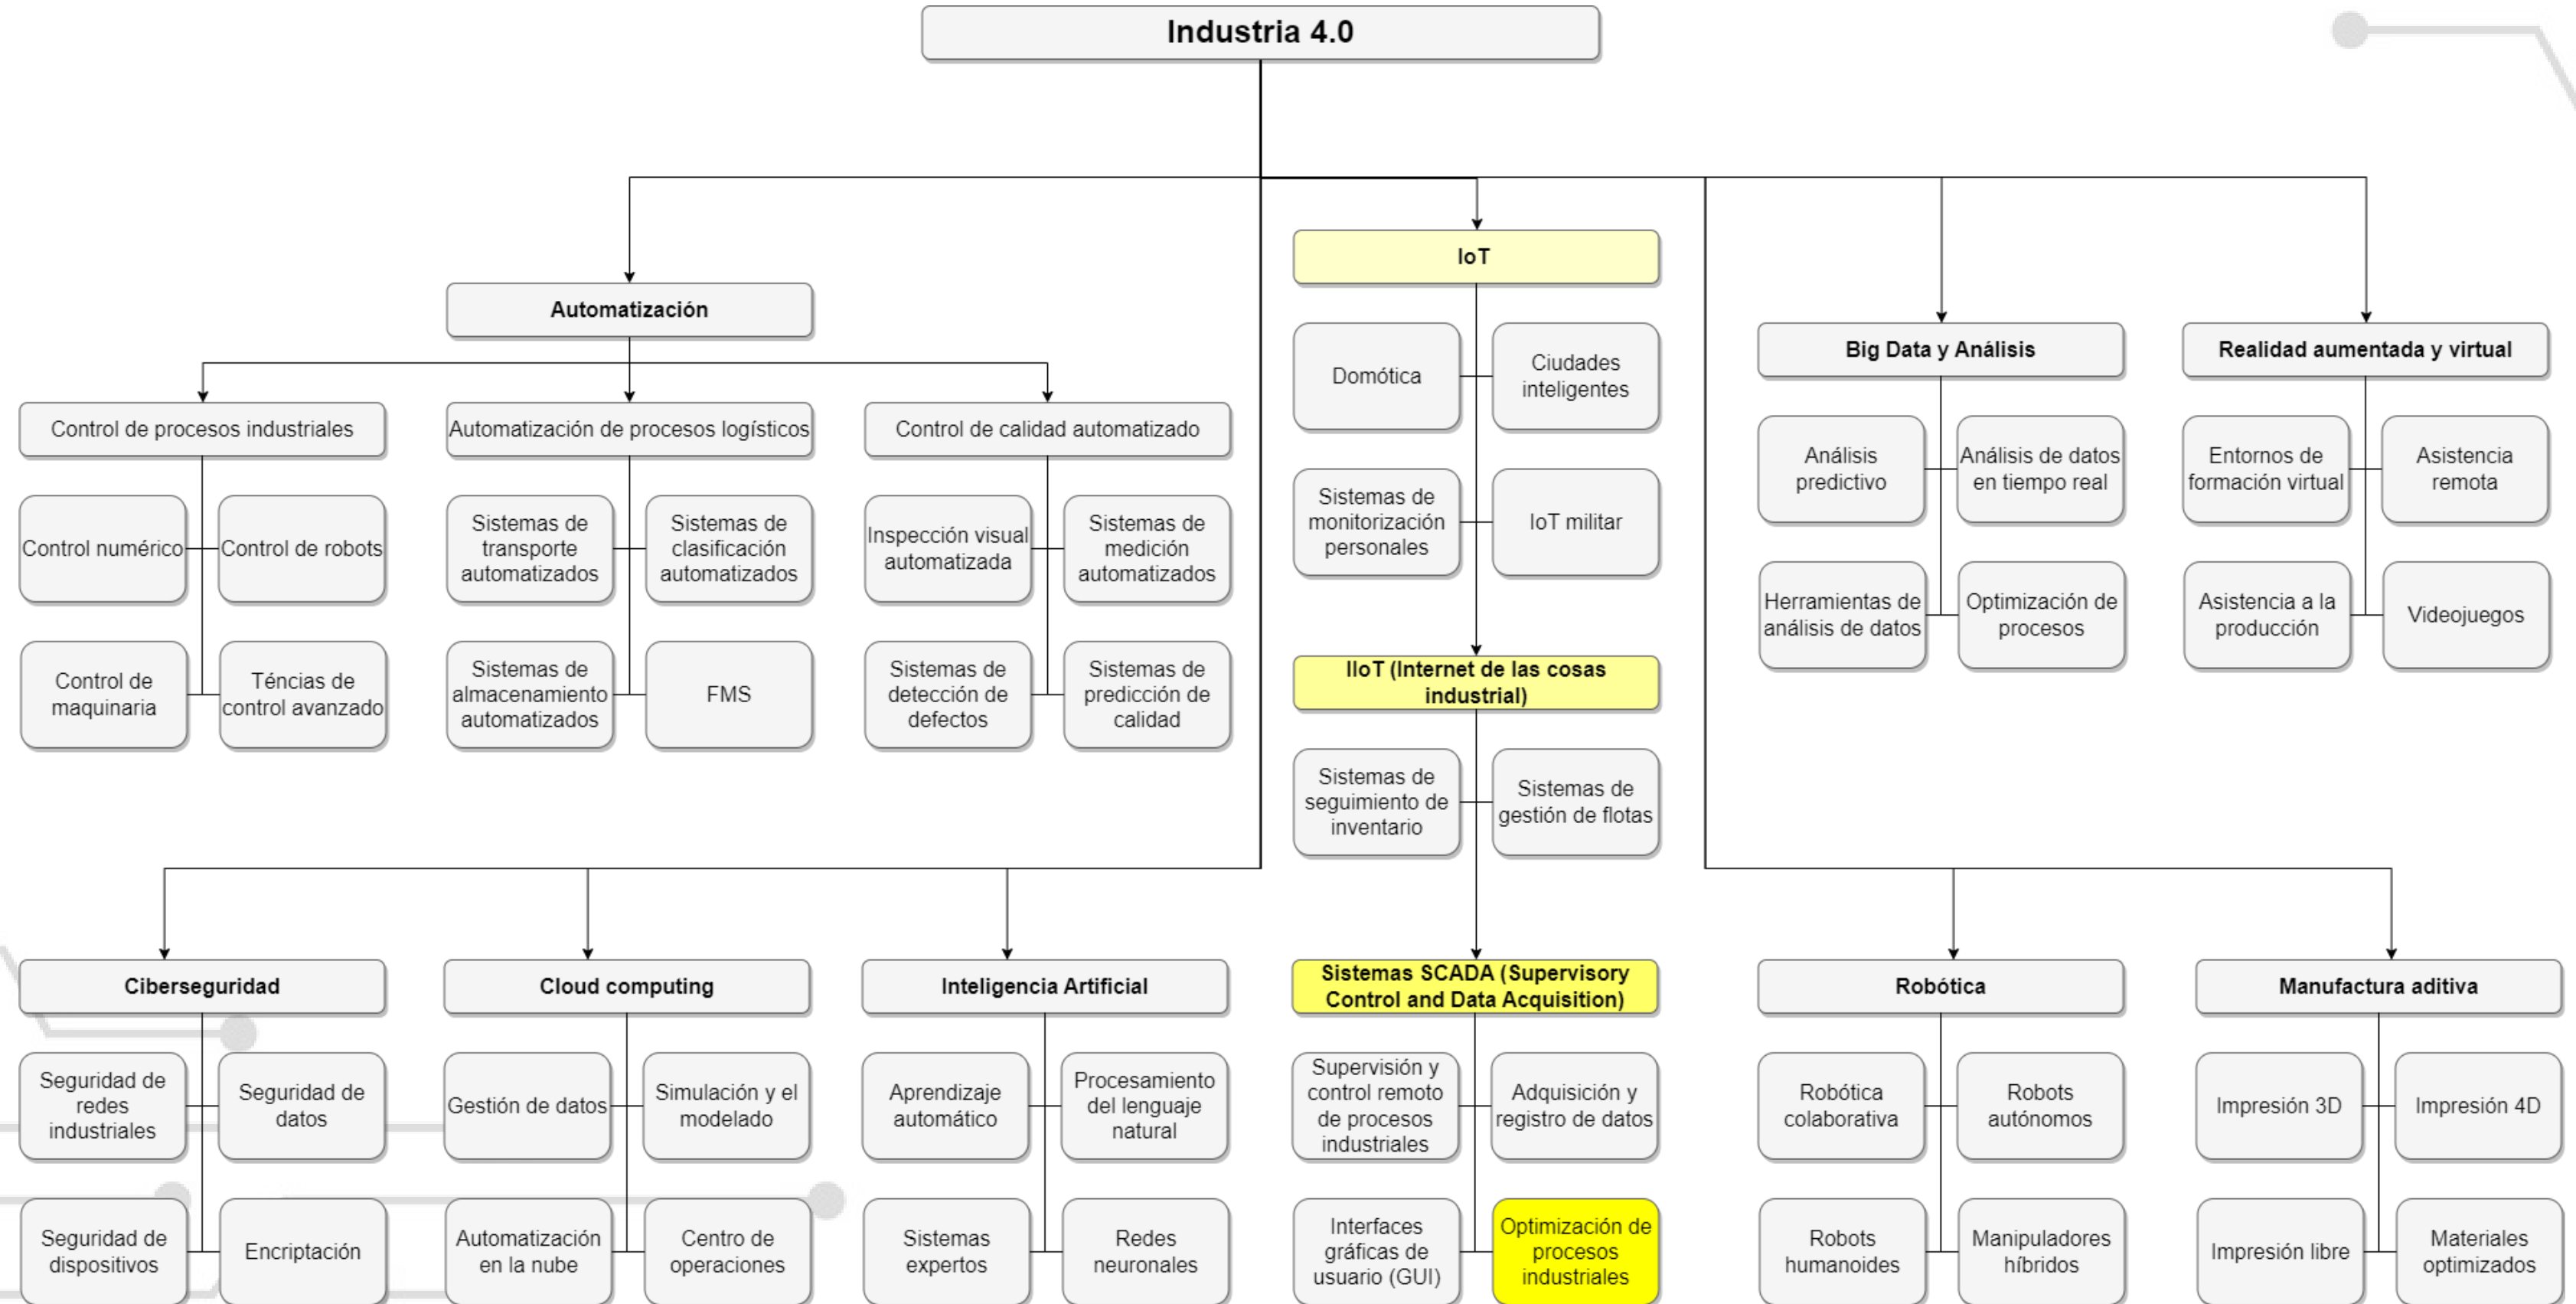 Industria 4.0
Automatización
Control de procesos industriales
Control numérico
Control de robots
Control de
maquinaria
Téncias de
control avanzado
Automatización de procesos logísticos
Sistemas de
transporte
automatizados
Sistemas de
clasificación
automatizados
Sistemas de
almacenamiento
automatizados
FMS
Control de calidad automatizado
Inspección visual
automatizada
Sistemas de
medición
automatizados
Sistemas de
detección de
defectos
Sistemas de
predicción de
calidad
IoT
Domótica
Ciudades
inteligentes
Sistemas de
monitorización
personales
IoT militar
IIoT (Internet de las cosas
industrial)
Sistemas de
seguimiento de
inventario
Sistemas de
gestión de flotas
Big Data y Análisis
Análisis
predictivo
Análisis de datos
en tiempo real
Herramientas de
análisis de datos
Optimización de
procesos
Realidad aumentada y virtual
Entornos de
formación virtual
Asistencia
remota
Asistencia a la
producción
Videojuegos
Ciberseguridad
Seguridad de
redes
industriales
Seguridad de
datos
Seguridad de
dispositivos
Encriptación
Cloud computing
Gestión de datos
Simulación y el
modelado
Automatización
en la nube
Centro de
operaciones
Inteligencia Artificial
Aprendizaje
automático
Procesamiento
del lenguaje
natural
Sistemas
expertos
Redes
neuronales
Sistemas SCADA (Supervisory
Control and Data Acquisition)
Supervisión y
control remoto
de procesos
industriales
Adquisición y
registro de datos
Interfaces
gráficas de
usuario (GUI)
Optimización de
procesos
industriales
Robótica
Robótica
colaborativa
Robots
autónomos
Robots
humanoides
Manipuladores
híbridos
Manufactura aditiva
Impresión 3D
Impresión 4D
Impresión libre
Materiales
optimizados